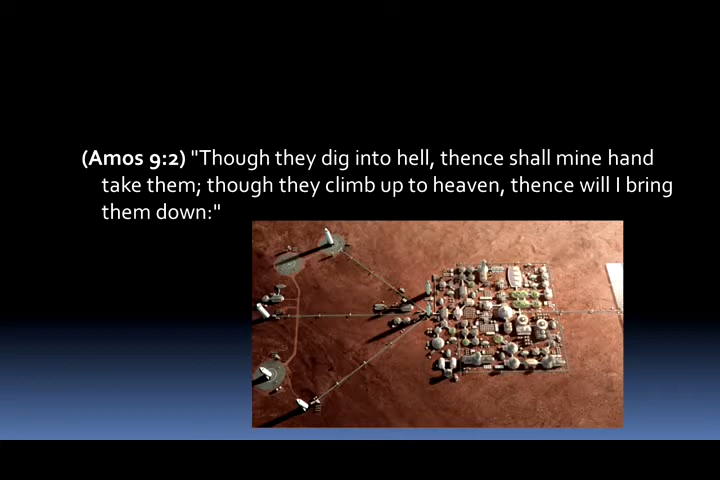 (Amos 9:2) "Though they dig into hell, thence shall mine hand
take them; though they climb up to heaven, thence will I bring
them down:"